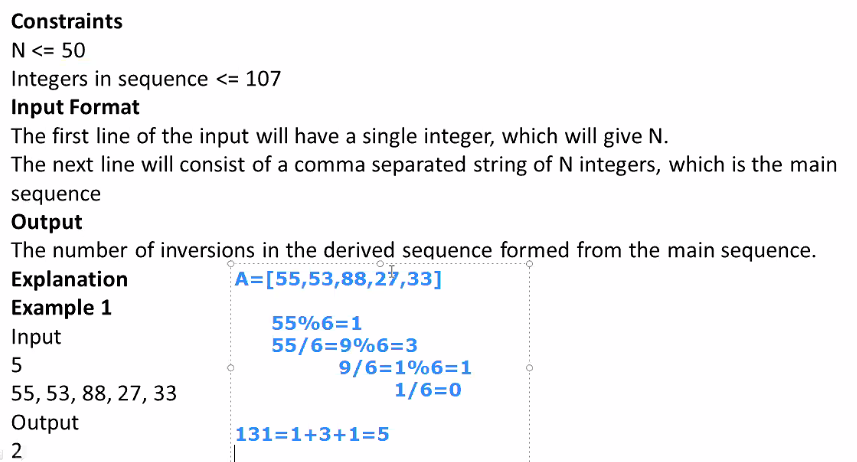 Constraints
N <= 50
Integers in sequence <= 107
Input Format
The first line of the input will have a single integer, which will give N.
The next line will consist of a comma separated string of N integers, which is the main
sequence
Output
The number of inversions in the derived sequence formed from the main sequence.
Explanation
Example 1
Input
5
55, 53, 88, 27, 33
Output
2
A=[55,53,88,27,33]
55%6=1
55/6=9%6=3
9/6=1%6=1
1/6=0
131=1+3+1=5